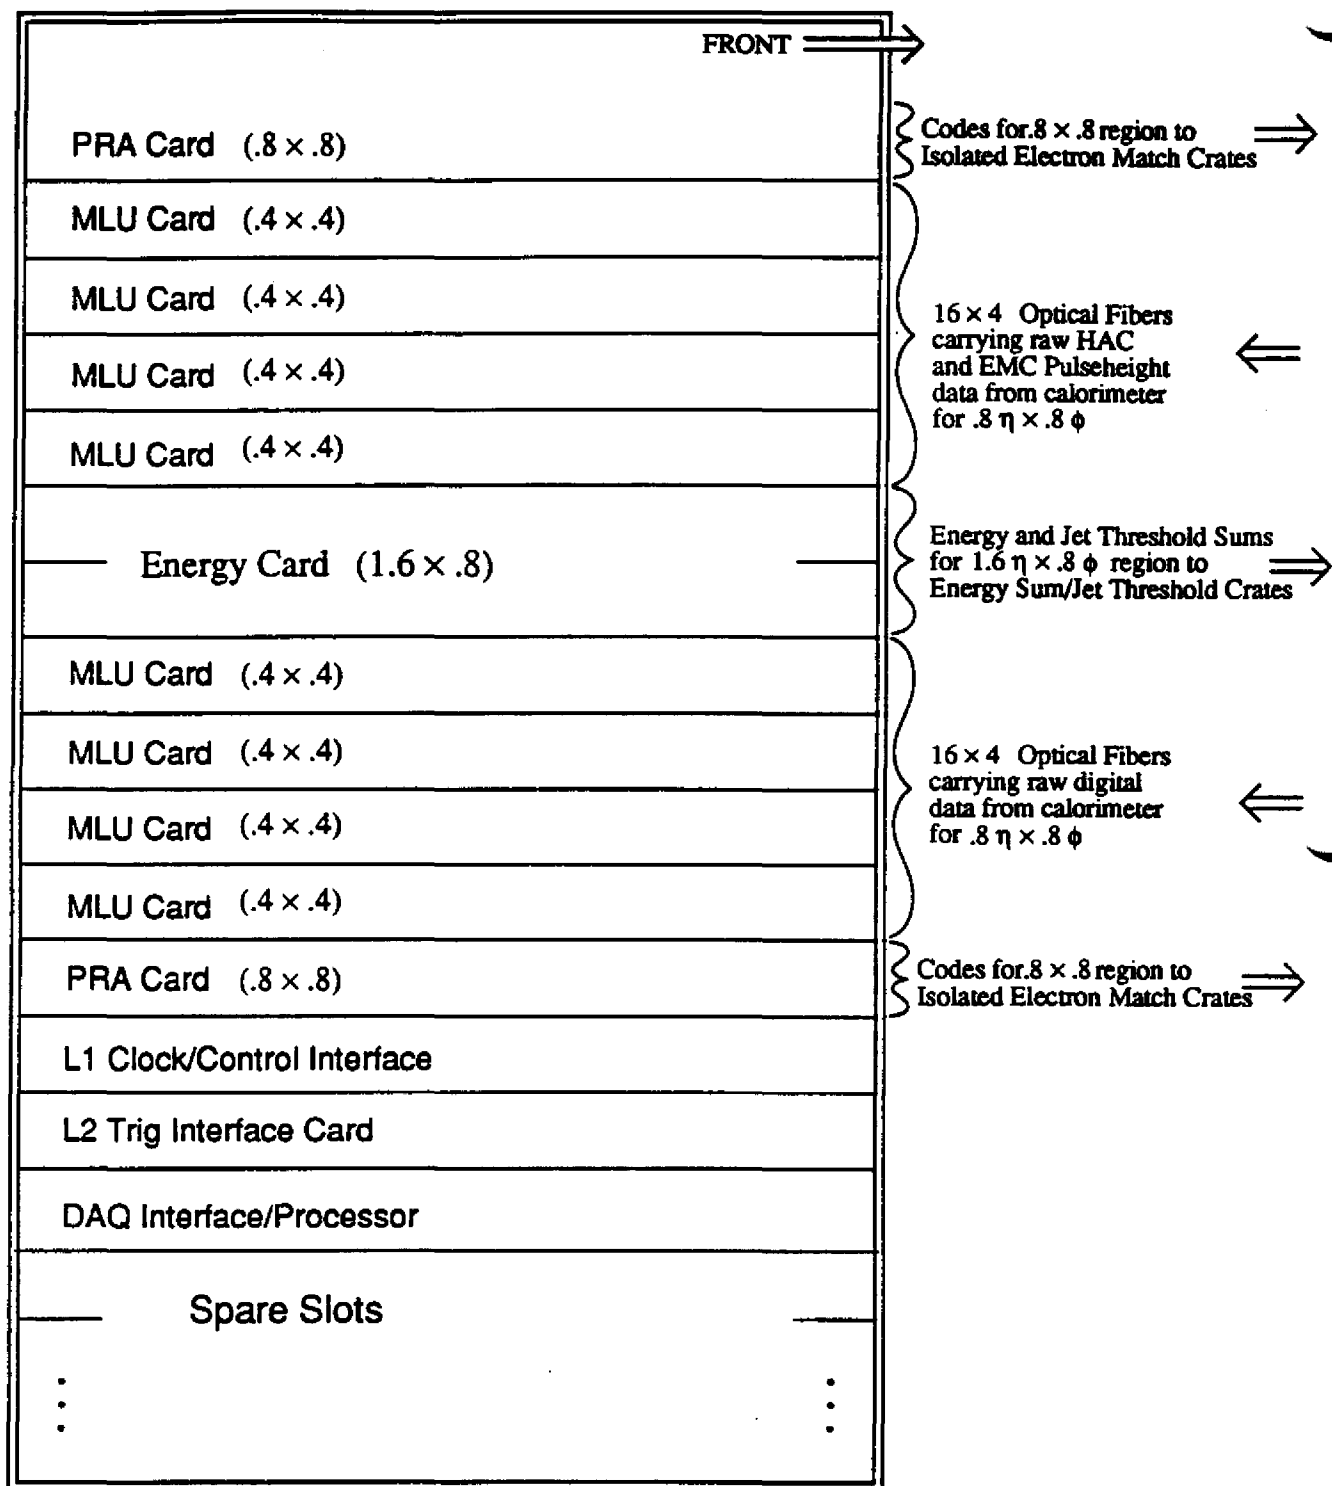 FRONT
PRA Card (.8 × .8)
Codes for.8 × .8 region to
Isolated Electron Match Crates
MLU Card (.4 × .4)
MLU Card (.4 × .4)
MLU Card (.4 × .4)
MLU Card (.4 × .4)
16 × 4 Optical Fibers
carrying raw HAC
and EMC Pulseheight
data from calorimeter
for .8 η × .8 ϕ
Energy Card (1.6 × .8)
Energy and Jet Threshold Sums
for 1.6 η × .8 ϕ region to
Energy Sum/Jet Threshold Crates
MLU Card (.4 × .4)
MLU Card (.4 × .4)
MLU Card (.4 × .4)
MLU Card (.4 × .4)
16 × 4 Optical Fibers
carrying raw digital
data from calorimeter
for .8 η × .8 ϕ
PRA Card (.8 × .8)
Codes for.8 × .8 region to
Isolated Electron Match Crates
L1 Clock/Control Interface
L2 Trig Interface Card
DAQ Interface/Processor
Spare Slots